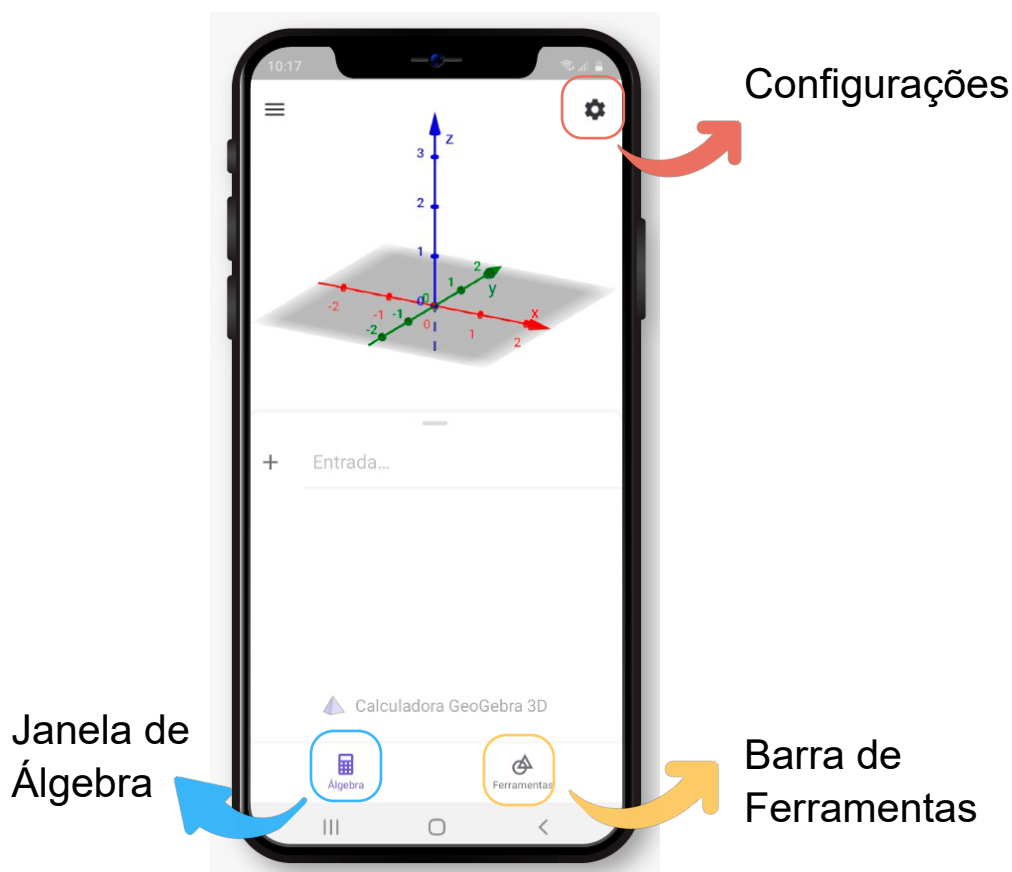 10:17
Configurações
z
3
2
1
0
2
1
y
0
-2
-1
-1
-2
0
1
2
x
Entrada...
Calculadora GeoGebra 3D
Janela de
Álgebra
Álgebra
Ferramentas
Barra de
Ferramentas